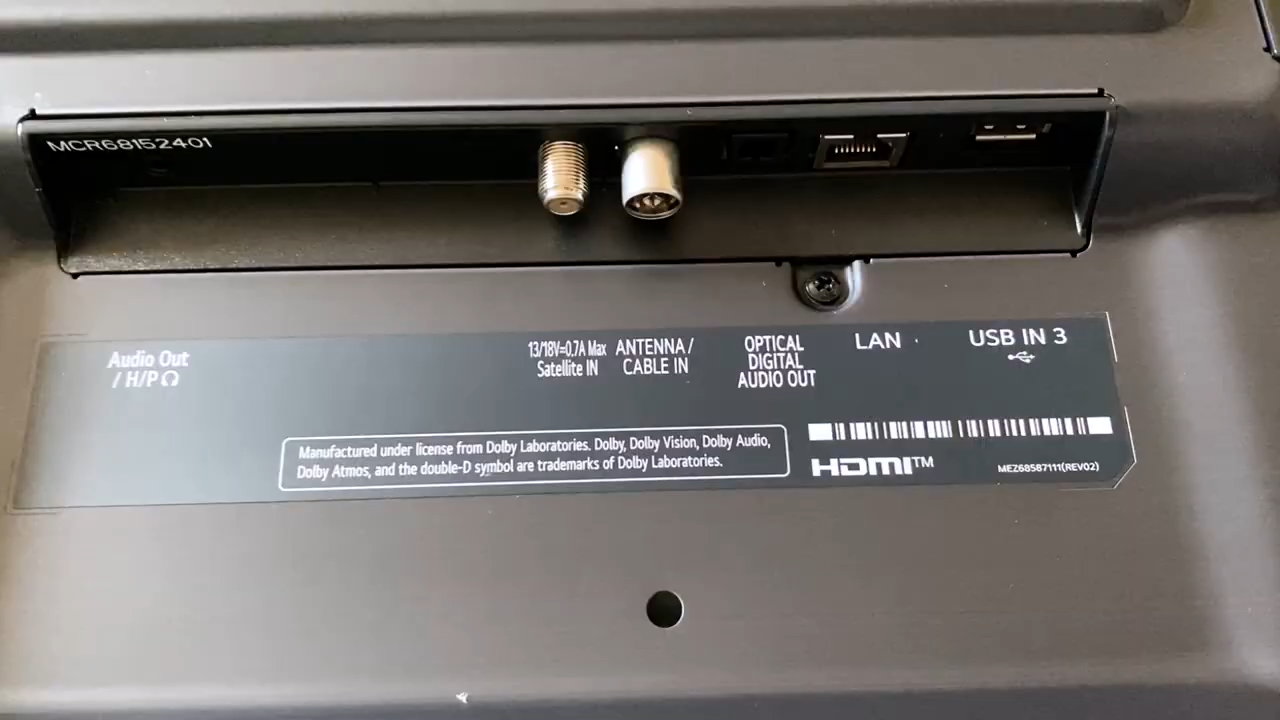 MCR68152401
Audio Out
/ H/P
13/18V=0.7A Max
Satellite IN
ANTENNA /
CABLE IN
OPTICAL
DIGITAL
AUDIO OUT
LAN
USB IN 3
Manufactured under license from Dolby Laboratories. Dolby, Dolby Vision, Dolby Audio,
Dolby Atmos, and the double-D symbol are trademarks of Dolby Laboratories.
HDMI™
MEZ68587111(REV02)